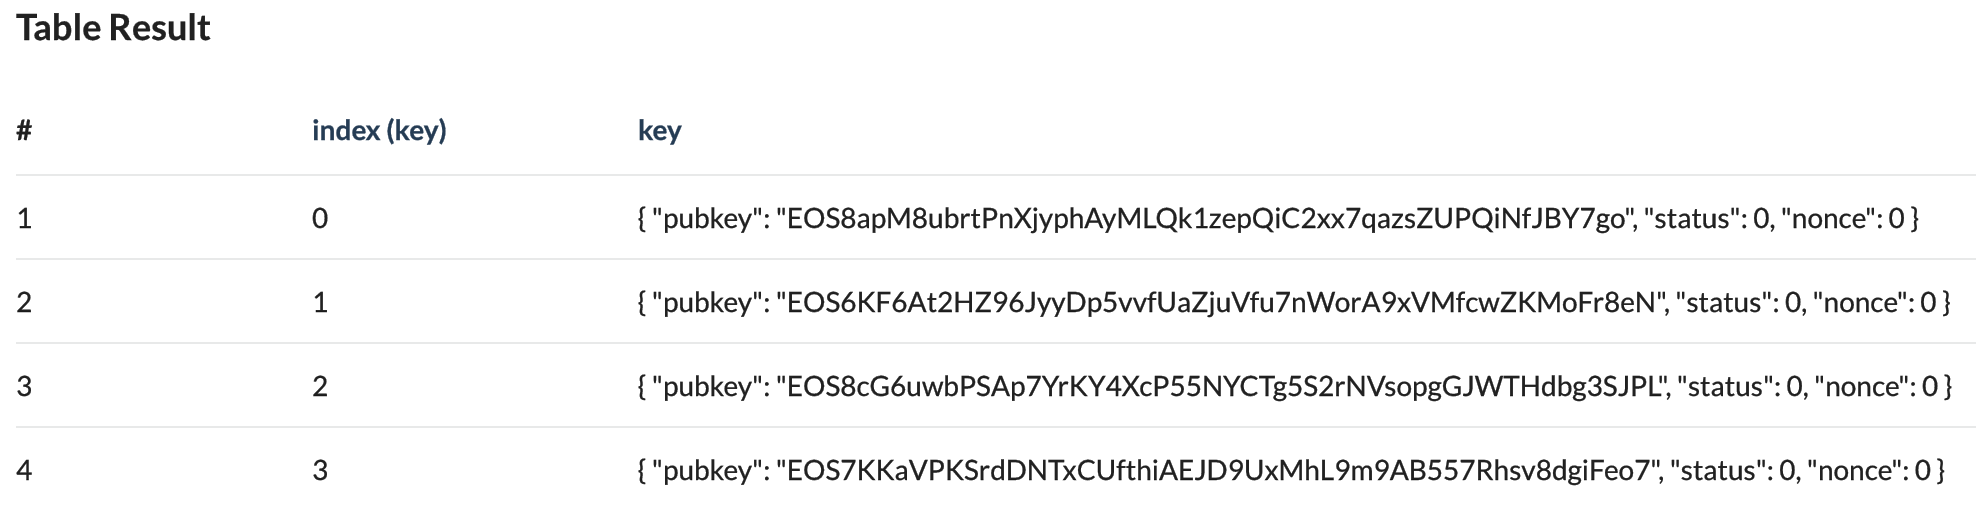 Table Result
# index (key) key
1 0 { "pubkey": "EOS8apM8ubrtPnXjyphAyMLQk1zepQiC2xx7qazsZUPQiNfJBY7go", "status": 0, "nonce": 0 }
2 1 { "pubkey": "EOS6KF6At2HZ96JyyDp5vvfUaZjuVfu7nWorA9xVMfcwZKMoFr8eN", "status": 0, "nonce": 0 }
3 2 { "pubkey": "EOS8cG6uwbPSAp7YrKY4XcP55NYCTg5S2rNVsopgGJWTHdbg3SJPL", "status": 0, "nonce": 0 }
4 3 { "pubkey": "EOS7KKaVPKSrdDNTxCUfthiAEJD9UxMhL9m9AB557Rhsv8dgiFeo7", "status": 0, "nonce": 0 }